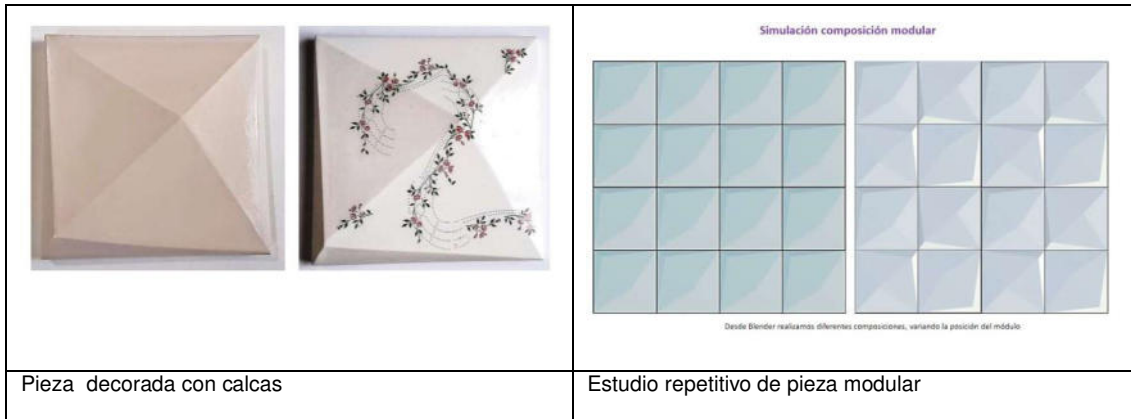 Simulación composición modular
Desde Blender realizamos diferentes composiciones, variando la posición del módulo
Pieza decorada con calcas
Estudio repetitivo de pieza modular